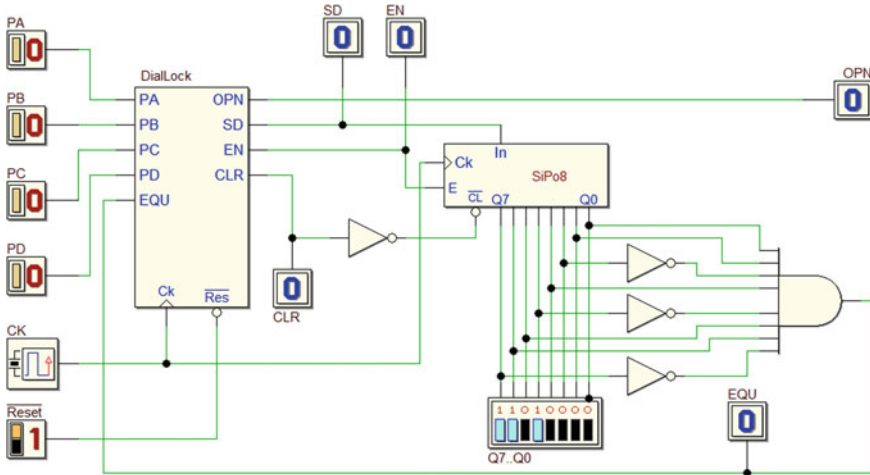 PA
0
PB
0
PC
0
PD
0
CK
Reset
1
DialLock
PA OPN
PB SD
PC EN
PD CLR
EQU
Ck Res
SD
0
EN
0
OPN
0
CLR
0
In
Ck SiPo8
E CL Q7 Q0
1 1 0 1 0 0 0 0
Q7..Q0
EQU
0